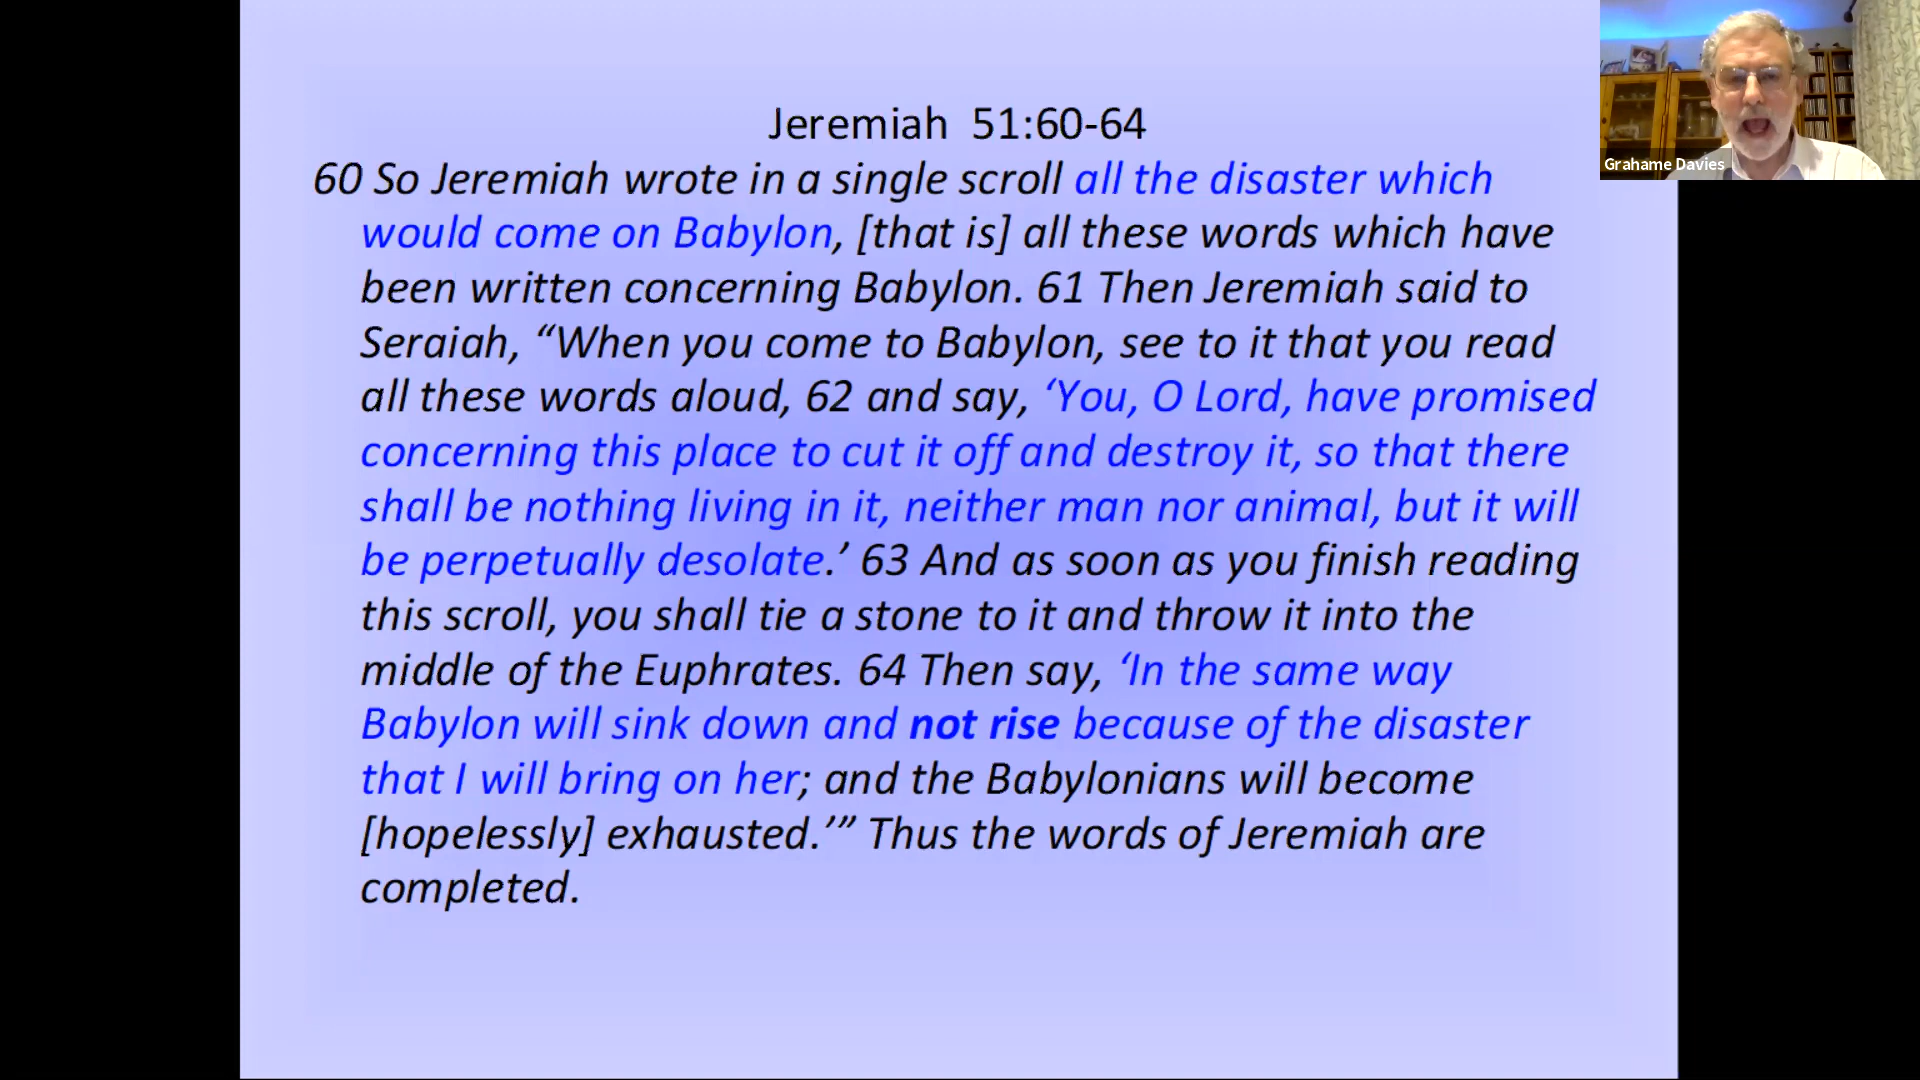 Jeremiah 51:60-64
60 So Jeremiah wrote in a single scroll all the disaster which
would come on Babylon, [that is] all these words which have
been written concerning Babylon. 61 Then Jeremiah said to
Seraiah, “When you come to Babylon, see to it that you read
all these words aloud, 62 and say, ‘You, O Lord, have promised
concerning this place to cut it off and destroy it, so that there
shall be nothing living in it, neither man nor animal, but it will
be perpetually desolate.’ 63 And as soon as you finish reading
this scroll, you shall tie a stone to it and throw it into the
middle of the Euphrates. 64 Then say, ‘In the same way
Babylon will sink down and not rise because of the disaster
that I will bring on her; and the Babylonians will become
[hopelessly] exhausted.’” Thus the words of Jeremiah are
completed.
Grahame Davies